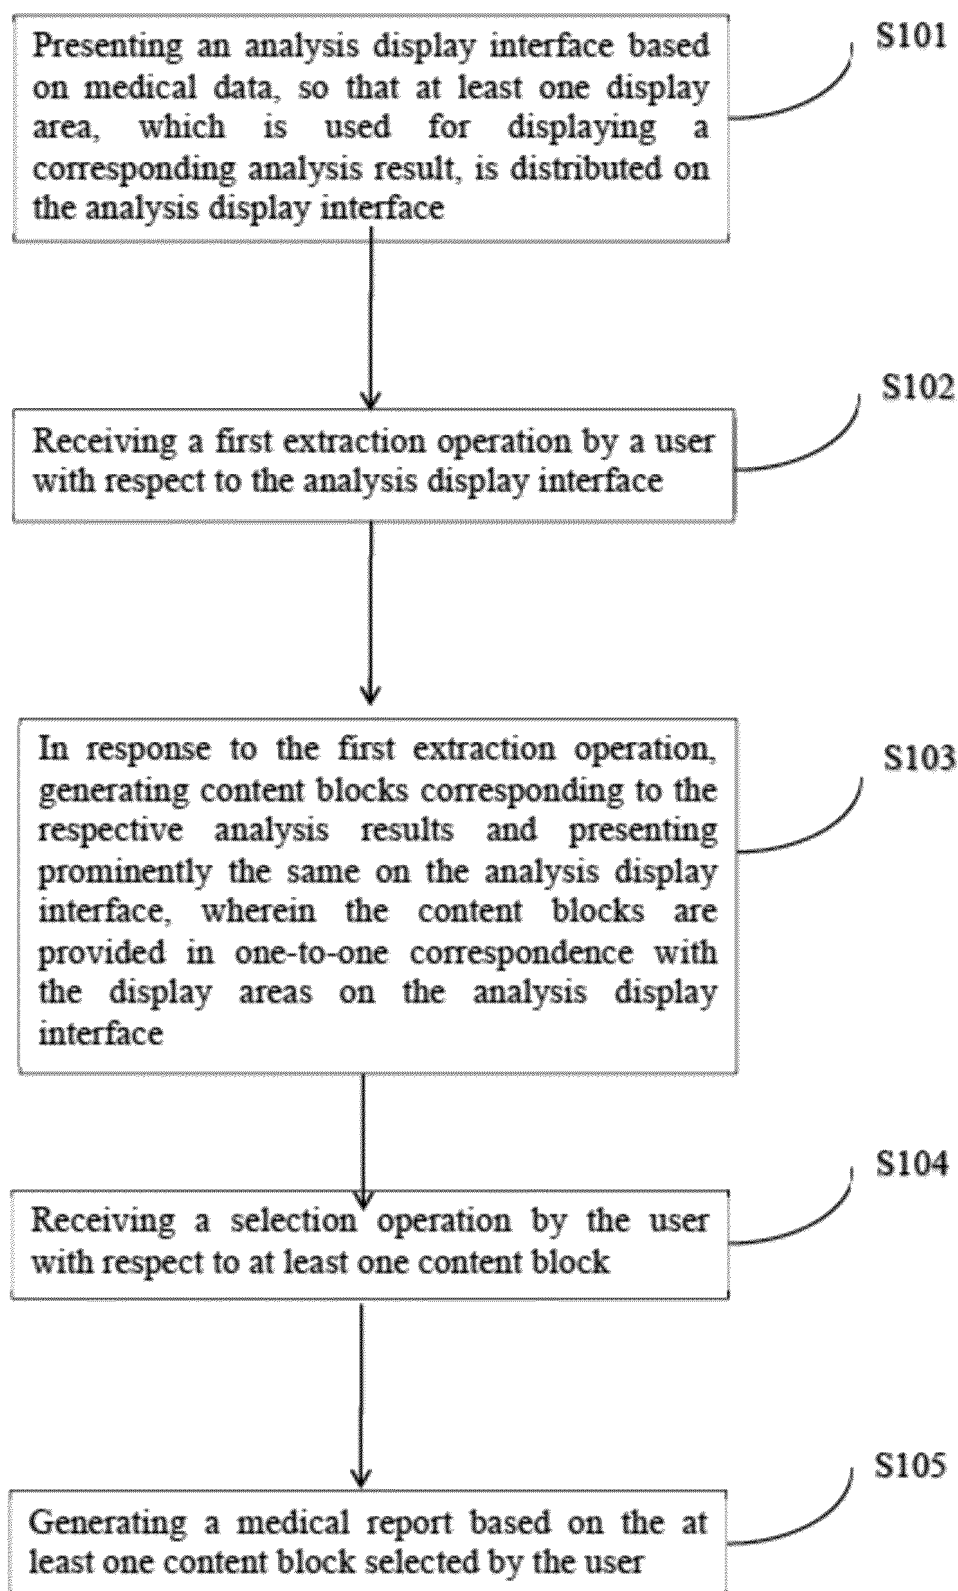 S101
Presenting an analysis display interface based
on medical data, so that at least one display
area, which is used for displaying a
corresponding analysis result, is distributed on
the analysis display interface
S102
Receiving a first extraction operation by a user
with respect to the analysis display interface
S103
In response to the first extraction operation,
generating content blocks corresponding to the
respective analysis results and presenting
prominently the same on the analysis display
interface, wherein the content blocks are
provided in one-to-one correspondence with
the display areas on the analysis display
interface
S104
Receiving a selection operation by the user
with respect to at least one content block
S105
Generating a medical report based on the at
least one content block selected by the user